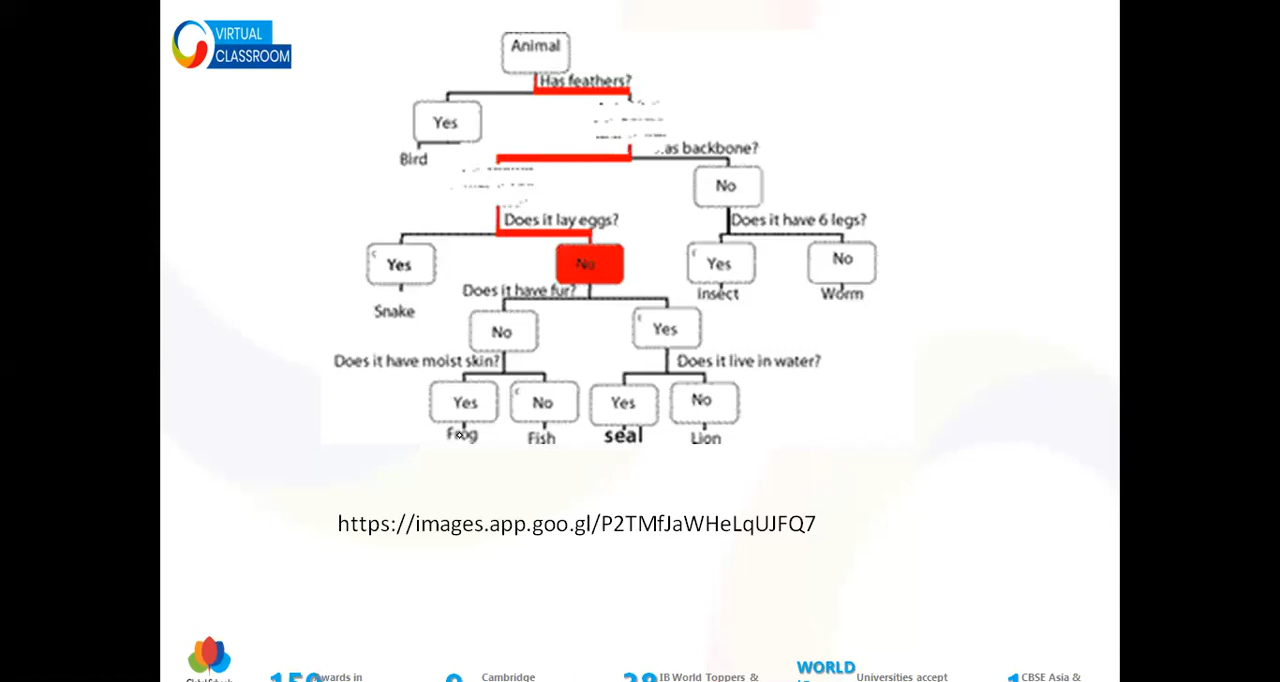 VIRTUAL
CLASSROOM
Animal
Has feathers?
Yes
Bird
as backbone?
No
Does it lay eggs?
Does it have 6 legs?
Yes
No
Yes
No
Snake
Insect
Worm
Does it have fur?
No
Yes
Does it have moist skin?
Does it live in water?
Yes
No
Yes
No
Frog
Fish
seal
Lion
https://images.app.goo.gl/P2TMfJaWHeLqUJFQ7
Awards in
Cambridge
IB World Toppers &
WORLD
Universities accept
CBSE Asia &